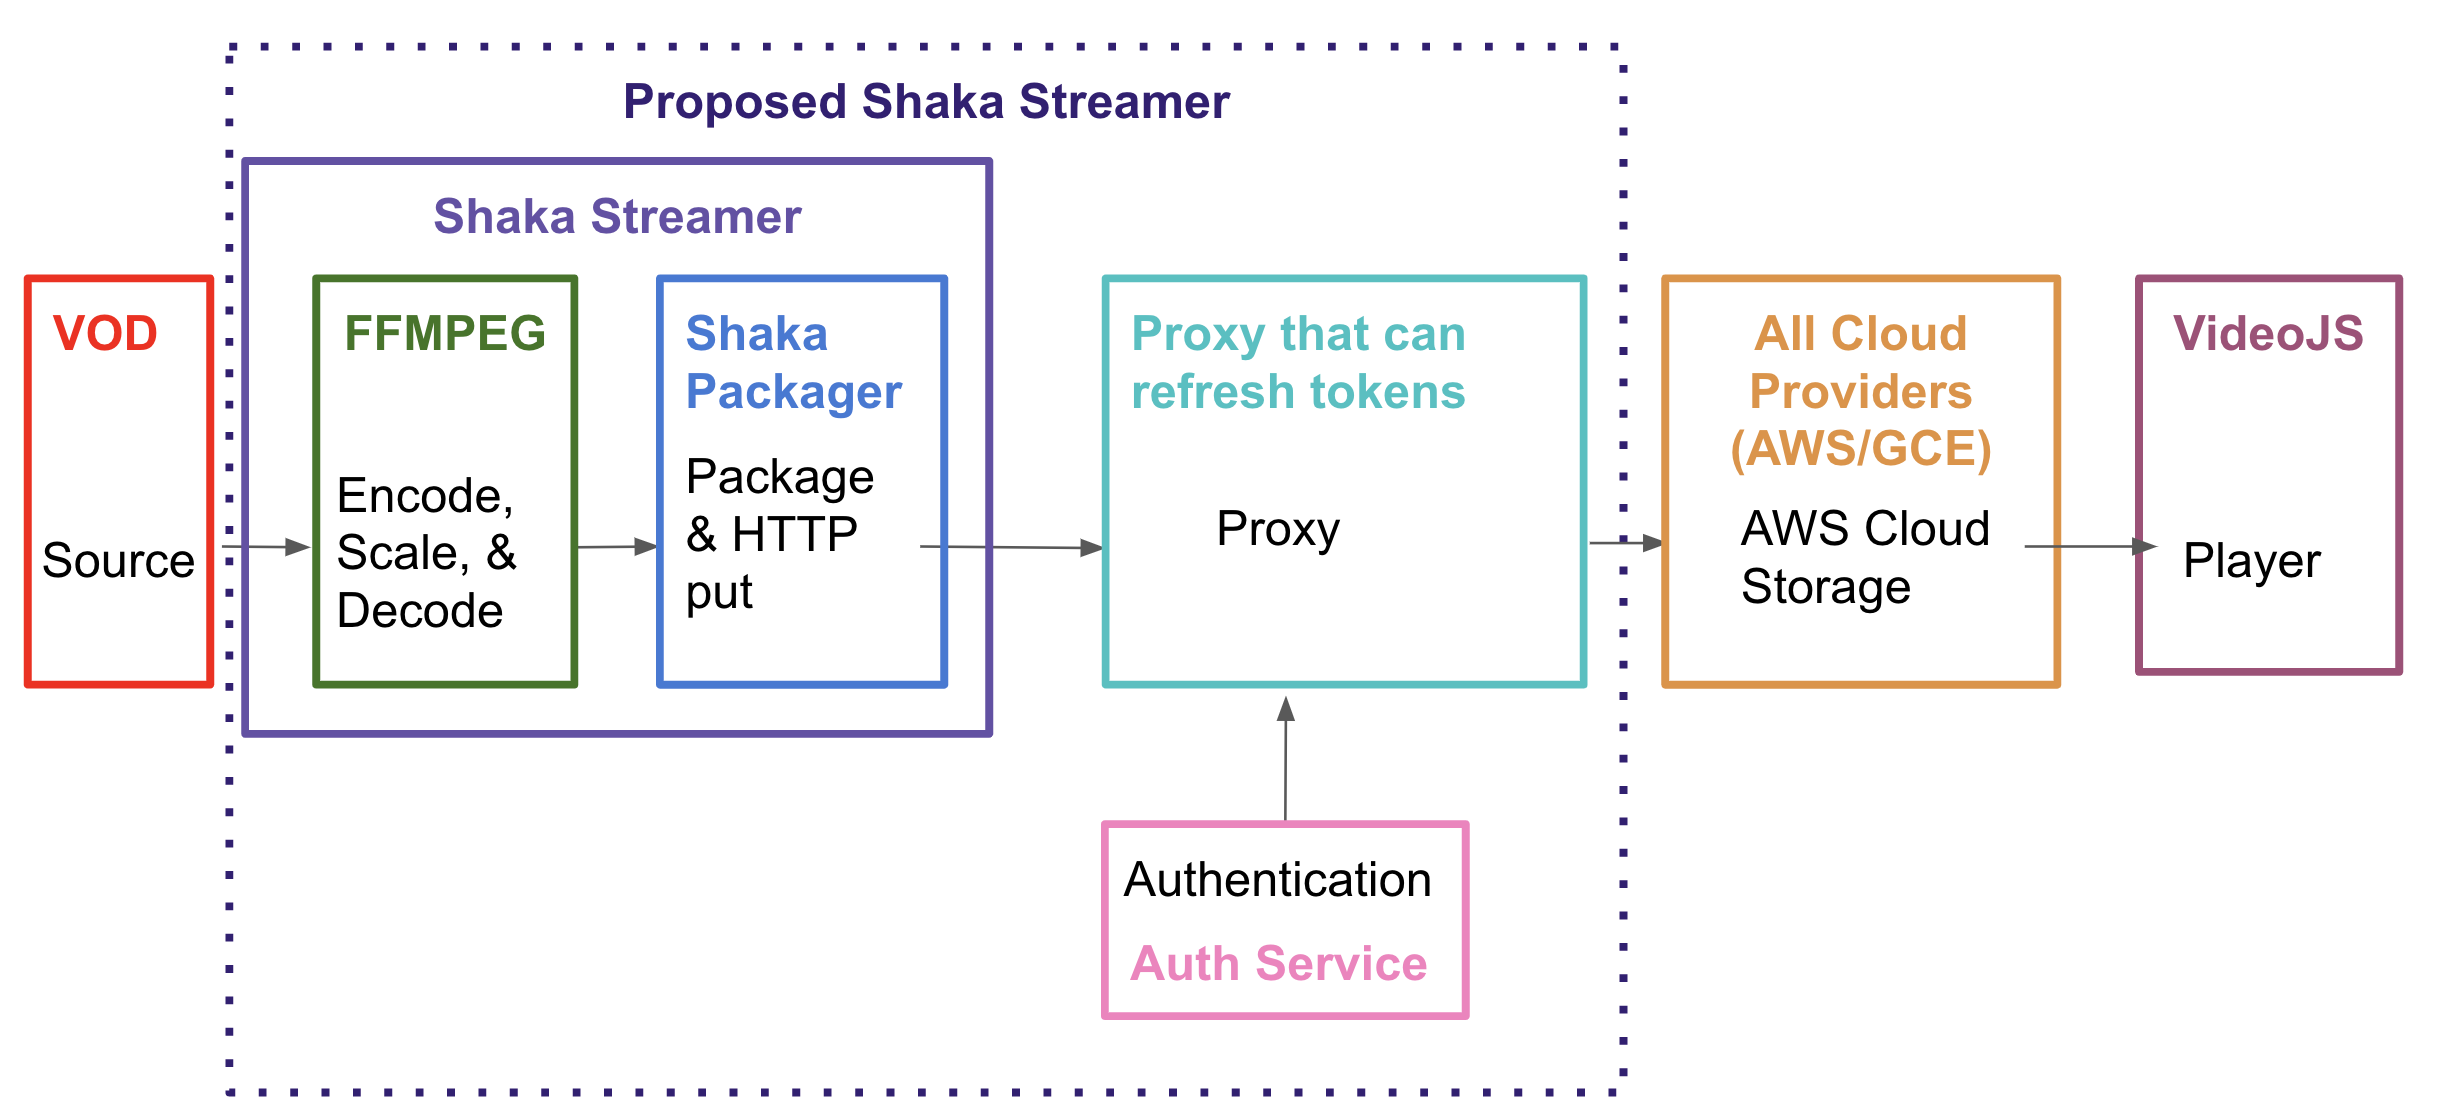 Proposed Shaka Streamer
Shaka Streamer
VOD
Source
FFMPEG
Encode,
Scale, &
Decode
Shaka
Packager
Package
& HTTP
put
Proxy that can
refresh tokens
Proxy
All Cloud
Providers
(AWS/GCE)
AWS Cloud
Storage
VideoJS
Player
Authentication
Auth Service